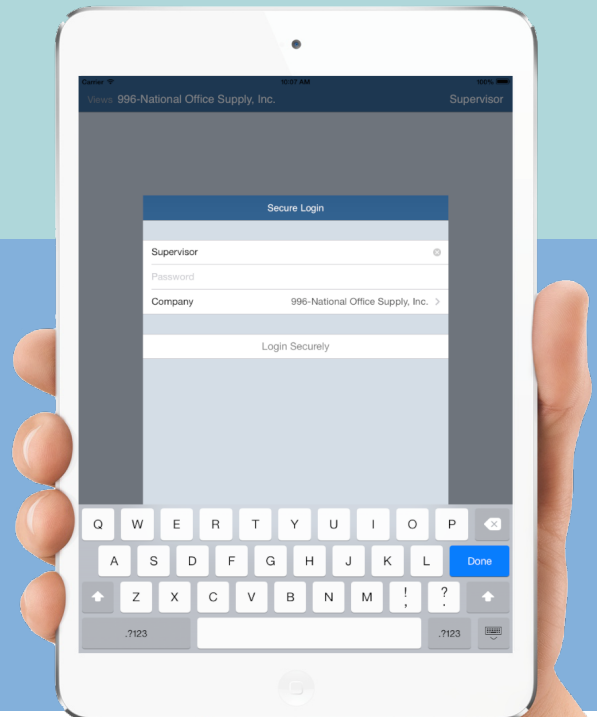 Carrier 10:07 AM 100%
Views 996-National Office Supply, Inc. Supervisor
Secure Login
Supervisor
Password
Company 996-National Office Supply, Inc. >
Login Securely
Q W E R T Y U I O P
A S D F G H J K L Done
Z X C V B N M ! , ? .
.?123 .?123